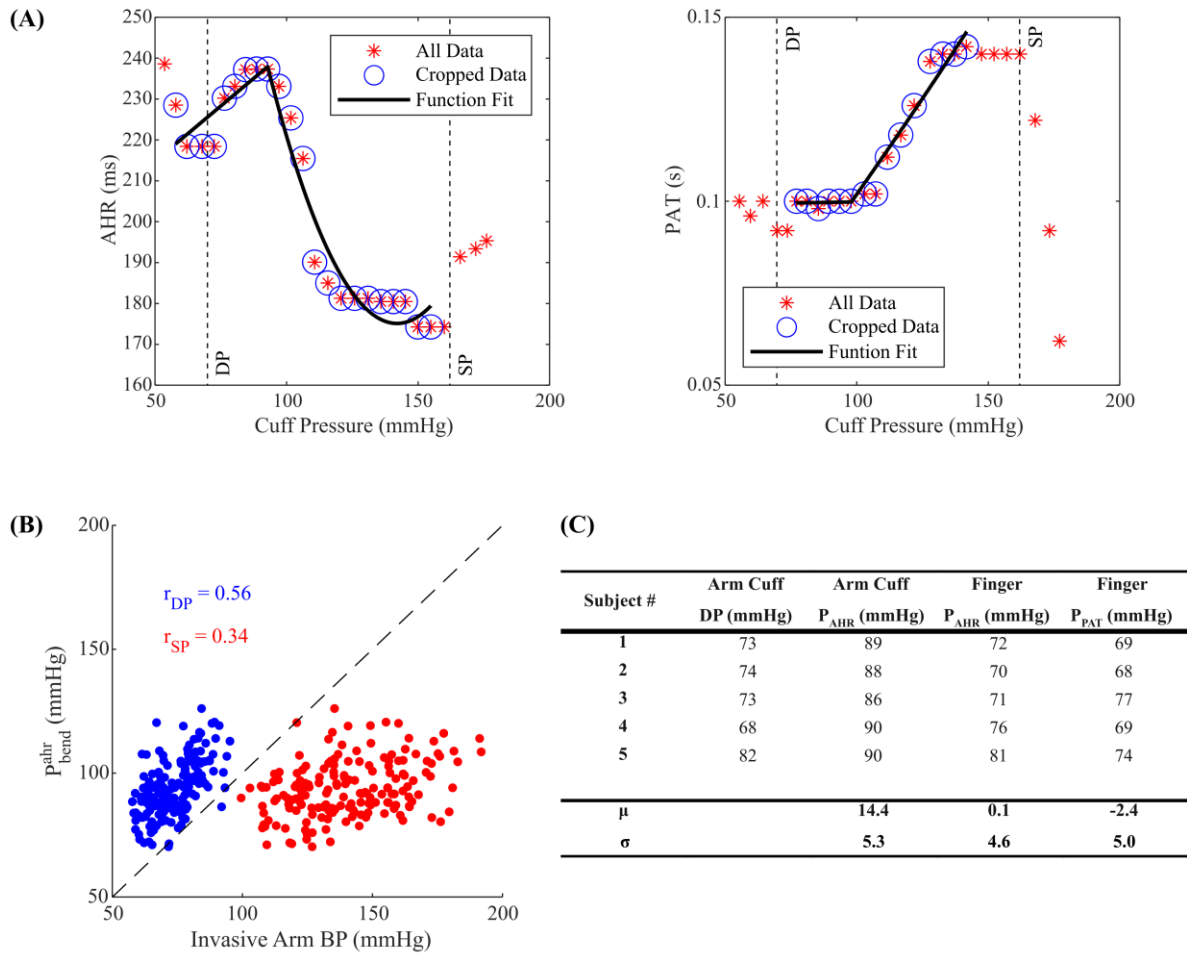 (A)
250
240
230
220
210
200
190
180
170
160
AHR (ms)
50
100
150
200
Cuff Pressure (mmHg)
DP
SP
All Data
Cropped Data
Function Fit
0.15
0.1
0.05
PAT (s)
50
100
150
200
Cuff Pressure (mmHg)
DP
SP
All Data
Cropped Data
Funtion Fit
(B)
200
150
100
50
P_bend^ahr (mmHg)
r_DP = 0.56
r_SP = 0.34
50
100
150
200
Invasive Arm BP (mmHg)
(C)
Subject # Arm Cuff DP (mmHg) Arm Cuff P_AHR (mmHg) Finger P_AHR (mmHg) Finger P_PAT (mmHg)
1 73 89 72 69
2 74 88 70 68
3 73 86 71 77
4 68 90 76 69
5 82 90 81 74
μ 14.4 0.1 -2.4
σ 5.3 4.6 5.0